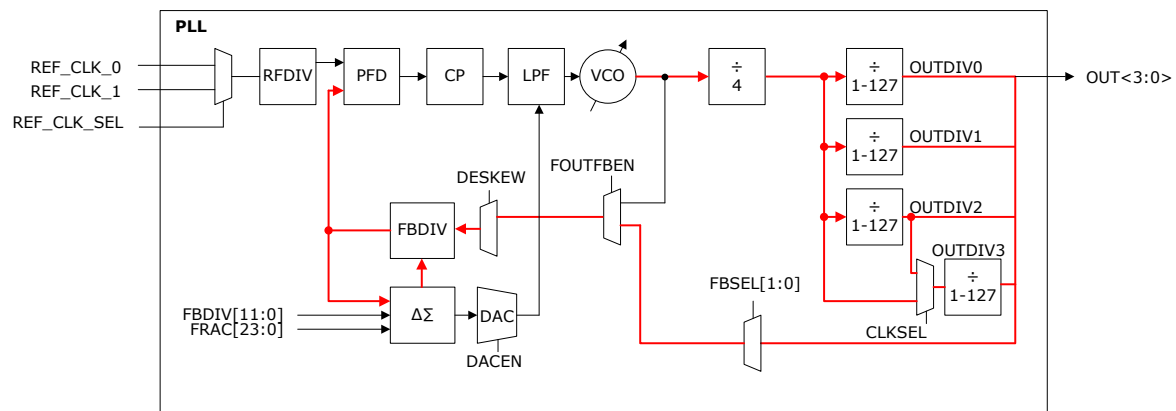 PLL
REF_CLK_0
REF_CLK_1
REF_CLK_SEL
RFDIV
PFD
CP
LPF
VCO
÷
4
÷
1-127
OUTDIV0
OUT<3:0>
÷
1-127
OUTDIV1
÷
1-127
OUTDIV2
OUTDIV3
÷
1-127
CLKSEL
FOUTFBEN
DESKEW
FBDIV
FBSEL[1:0]
FBDIV[11:0]
FRAC[23:0]
ΔΣ
DAC
DACEN